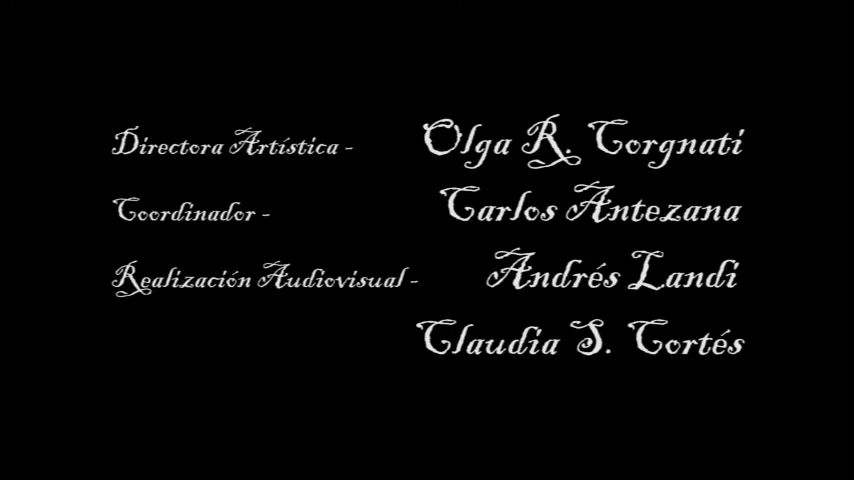 Directora Artística - Olga R. Corgnati
Coordinador - Carlos Antezana
Realización Audiovisual - Andrés Landi
Claudia S. Cortés